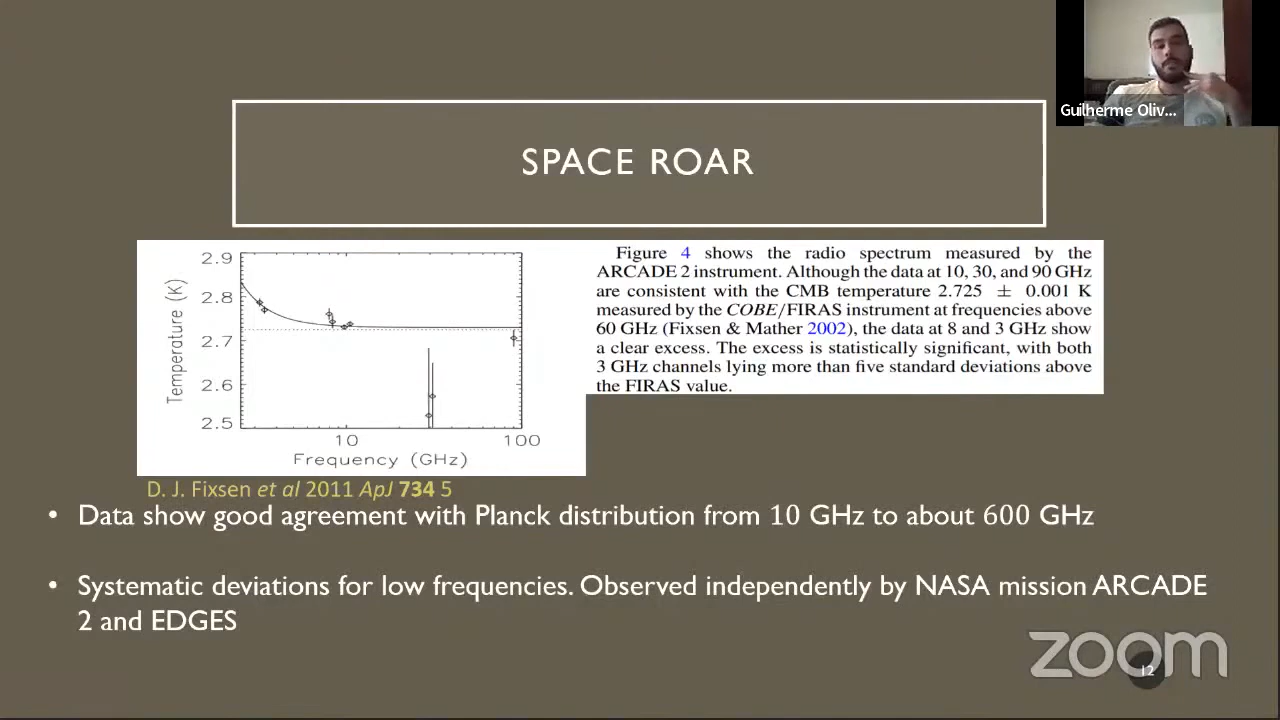 Guilherme Oliv...
SPACE ROAR
2.9
2.8
2.7
2.6
2.5
Temperature (K)
10
100
Frequency (GHz)
Figure 4 shows the radio spectrum measured by the
ARCADE 2 instrument. Although the data at 10, 30, and 90 GHz
are consistent with the CMB temperature 2.725 ± 0.001 K
measured by the COBE/FIRAS instrument at frequencies above
60 GHz (Fixsen & Mather 2002), the data at 8 and 3 GHz show
a clear excess. The excess is statistically significant, with both
3 GHz channels lying more than five standard deviations above
the FIRAS value.
D. J. Fixsen et al 2011 ApJ 734 5
• Data show good agreement with Planck distribution from 10 GHz to about 600 GHz
• Systematic deviations for low frequencies. Observed independently by NASA mission ARCADE
2 and EDGES
zoom
12